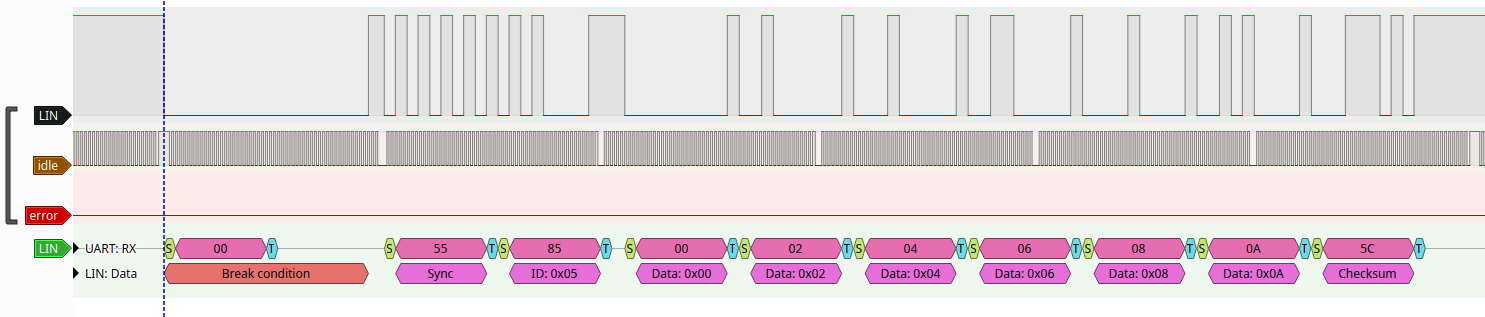 LIN
idle
error
LIN UART: RX S 00 T S 55 T S 85 T S 00 T S 02 T S 04 T S 06 T S 08 T S 0A T S 5C T
LIN: Data Break condition Sync ID: 0x05 Data: 0x00 Data: 0x02 Data: 0x04 Data: 0x06 Data: 0x08 Data: 0x0A Checksum